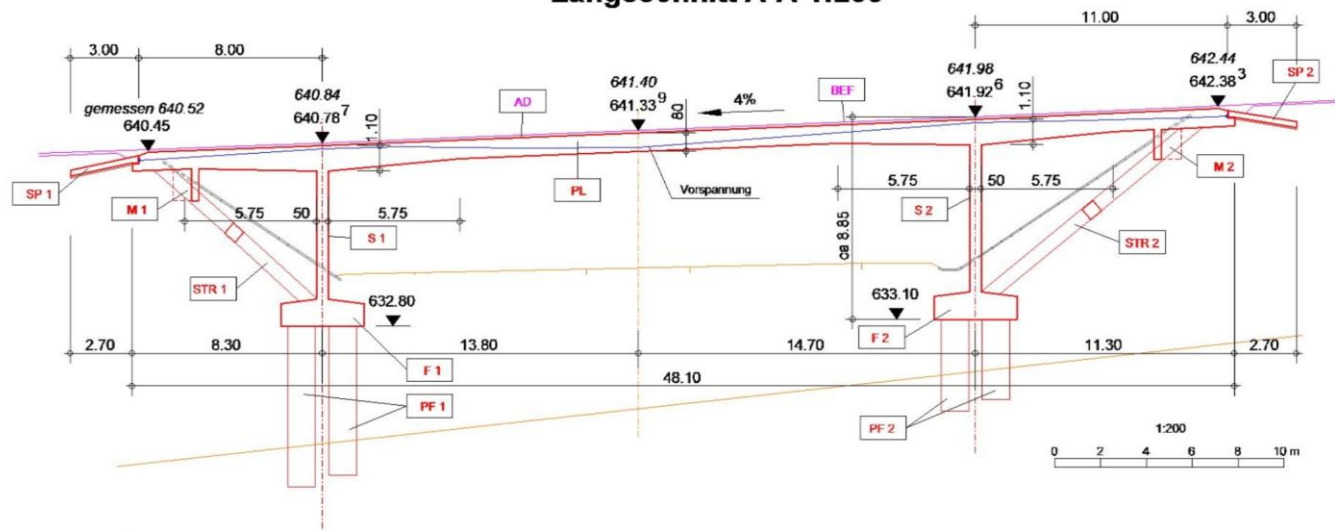 Längsschnitt A-A 1:200
3.00 8.00 11.00 3.00
gemessen 640.52
640.45
640.84
640.78⁷
1.10
AD
641.40
641.33⁹
80
4%
BEF
641.98
641.92⁶
1.10
642.44
642.38³
SP 2
SP 1
M 1
5.75 50 5.75
S 1
PL
Vorspannung
5.75 50 5.75
S 2
M 2
STR 1
ca 8.85
STR 2
632.80
633.10
F 1
F 2
2.70 8.30 13.80 14.70 11.30 2.70
48.10
PF 1
PF 2
1:200
0 2 4 6 8 10 m